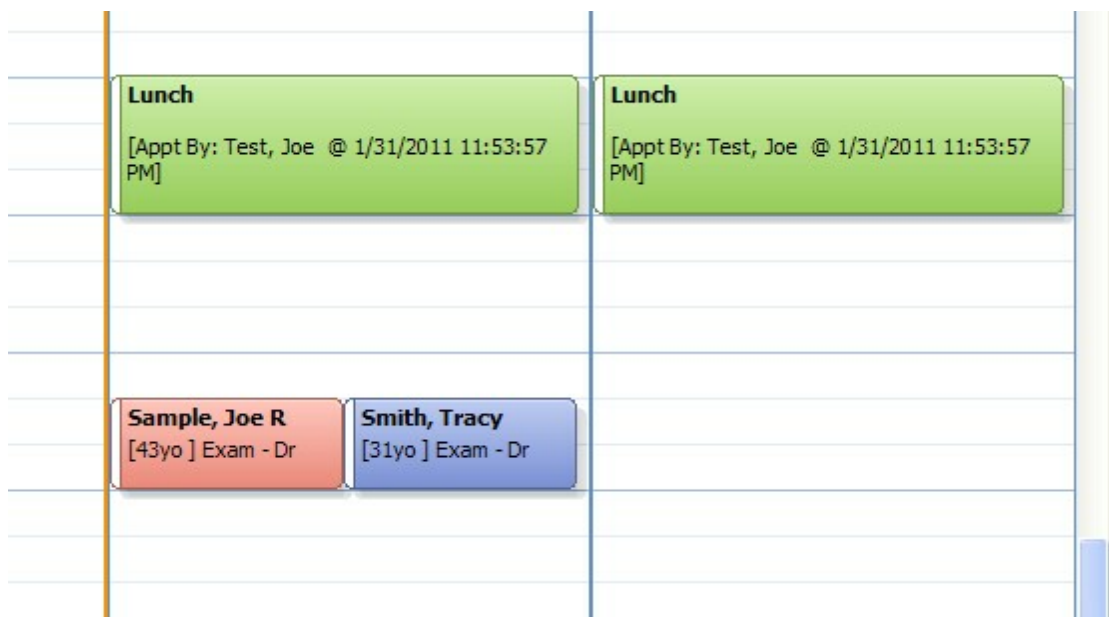 Lunch
[Appt By: Test, Joe  @ 1/31/2011 11:53:57
PM]
Lunch
[Appt By: Test, Joe  @ 1/31/2011 11:53:57
PM]
Sample, Joe R
[43yo ] Exam - Dr
Smith, Tracy
[31yo ] Exam - Dr